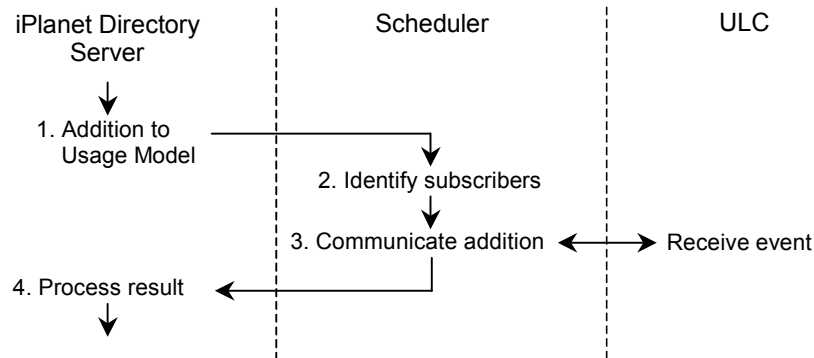 iPlanet Directory
Server
Scheduler
ULC
1. Addition to
Usage Model
2. Identify subscribers
3. Communicate addition
Receive event
4. Process result